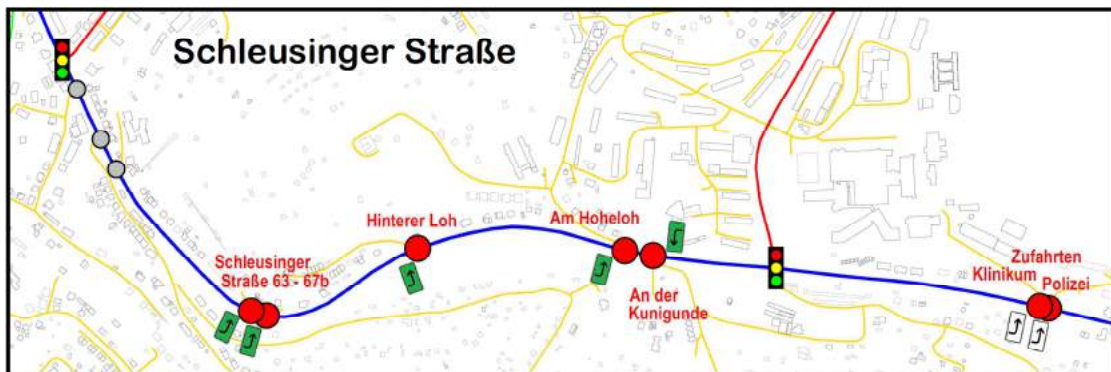 Schleusinger Straße
Hinterer Loh
Am Hoheloh
Schleusinger
Straße 63 - 67b
An der
Kunigunde
Zufahrten
Klinikum
Polizei